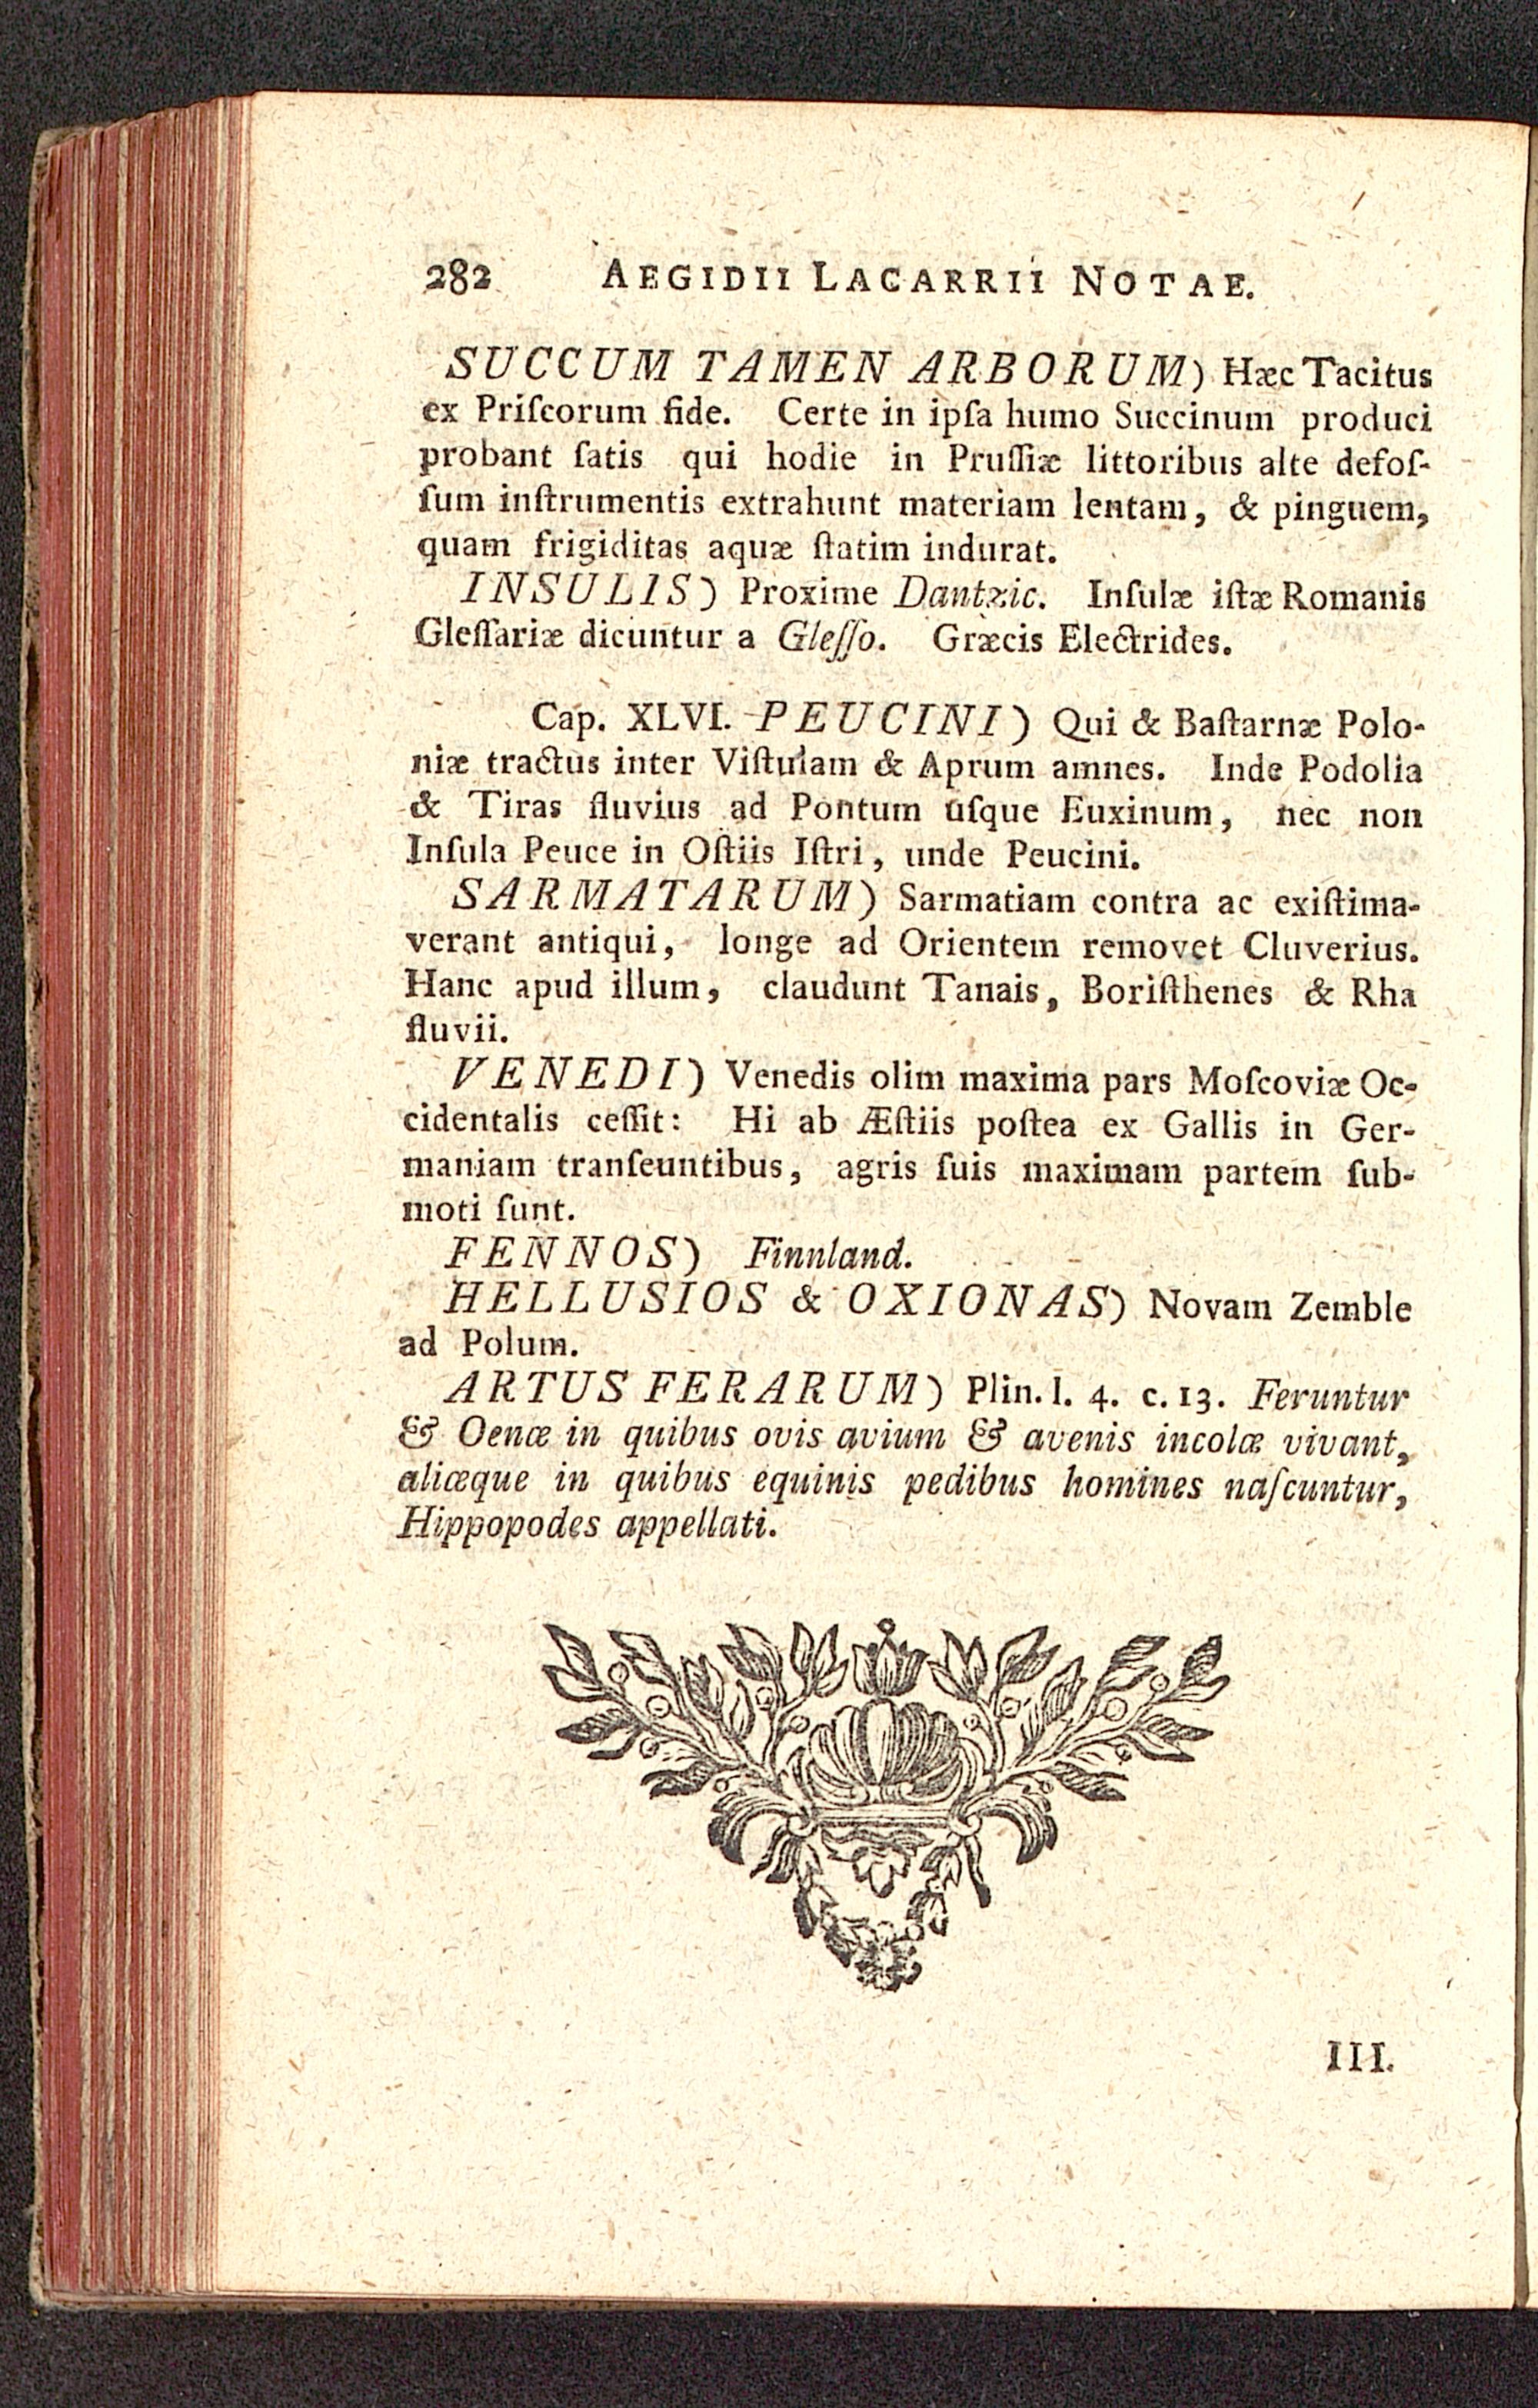 282 AEGIDII LACARRII NOTAE.
SUCCUM TAMEN ARBORUM) Hæc Tacitus
ex Priſcorum fide. Certe in ipſa humo Succinum produci
probant ſatis qui hodie in Pruſſiæ littoribus alte defoſ-
ſum inſtrumentis extrahunt materiam lentam, & pinguem,
quam frigiditas aquæ ſtatim indurat.
INSULIS) Proxime Dantzic. Inſulæ iſtæ Romanis
Gleſſariæ dicuntur a Gleſſo. Græcis Electrides.
Cap. XLVI. PEUCINI) Qui & Baſtarnæ Polo-
niæ tractus inter Viſtulam & Aprum amnes. Inde Podolia
& Tiras fluvius ad Pontum uſque Euxinum, nec non
Inſula Peuce in Oſtiis Iſtri, unde Peucini.
SARMATARUM) Sarmatiam contra ac exiſtima-
verant antiqui, longe ad Orientem removet Cluverius.
Hanc apud illum, claudunt Tanais, Boriſthenes & Rha
fluvii.
VENEDI) Venedis olim maxima pars Moſcoviæ Oc-
cidentalis ceſſit: Hi ab Æſtiis poſtea ex Gallis in Ger-
maniam tranſeuntibus, agris ſuis maximam partem ſub-
moti ſunt.
FENNOS) Finnland.
HELLUSIOS & OXIONAS) Novam Zemble
ad Polum.
ARTUS FERARUM) Plin. l. 4. c. 13. Feruntur
& Oenæ in quibus ovis avium & avenis incolæ vivant,
aliæque in quibus equinis pedibus homines naſcuntur,
Hippopodes appellati.
III.